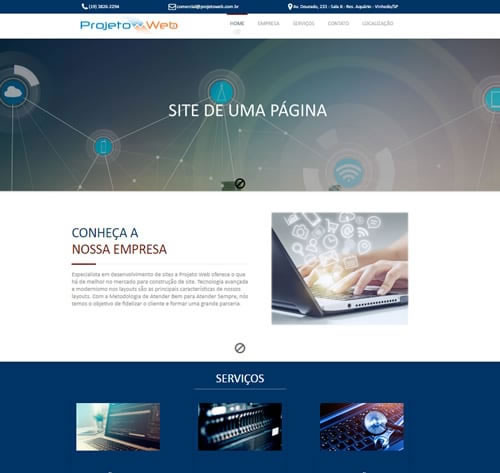 (19) 3826-2294 comercial@projetoweb.com.br Av. Dourado, 233 - Sala 8 - Res. Aquário - Vinhedo/SP
Projeto Web HOME EMPRESA SERVIÇOS CONTATO LOCALIZAÇÃO
SITE DE UMA PÁGINA
CONHEÇA A
NOSSA EMPRESA
Especialista em desenvolvimento de sites a Projeto Web oferece o que
há de melhor no mercado para construção de site. Tecnologia avançada
e modernismo nos layouts são as principais características de nossos
layouts. Com a Metodologia de Atender Bem para Atender Sempre, nós
temos o objetivo de fidelizar o cliente e formar uma grande parceria.
SERVIÇOS